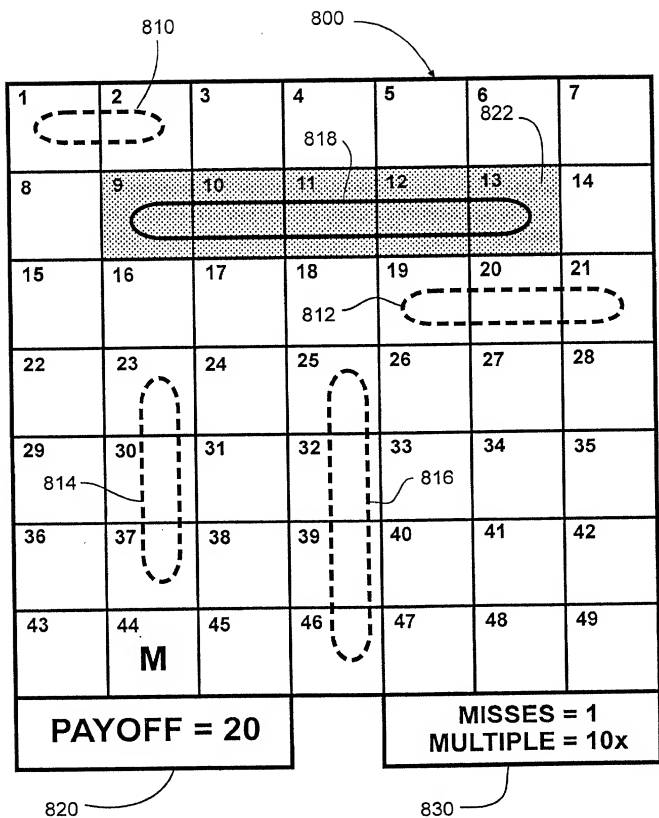 810
800
1 2 3 4 5 6 7
822
818
8 9 10 11 12 13 14
15 16 17 18 19 20 21
812
22 23 24 25 26 27 28
29 30 31 32 33 34 35
814
816
36 37 38 39 40 41 42
43 44 45 46 47 48 49
M
PAYOFF = 20
MISSES = 1
MULTIPLE = 10x
820
830